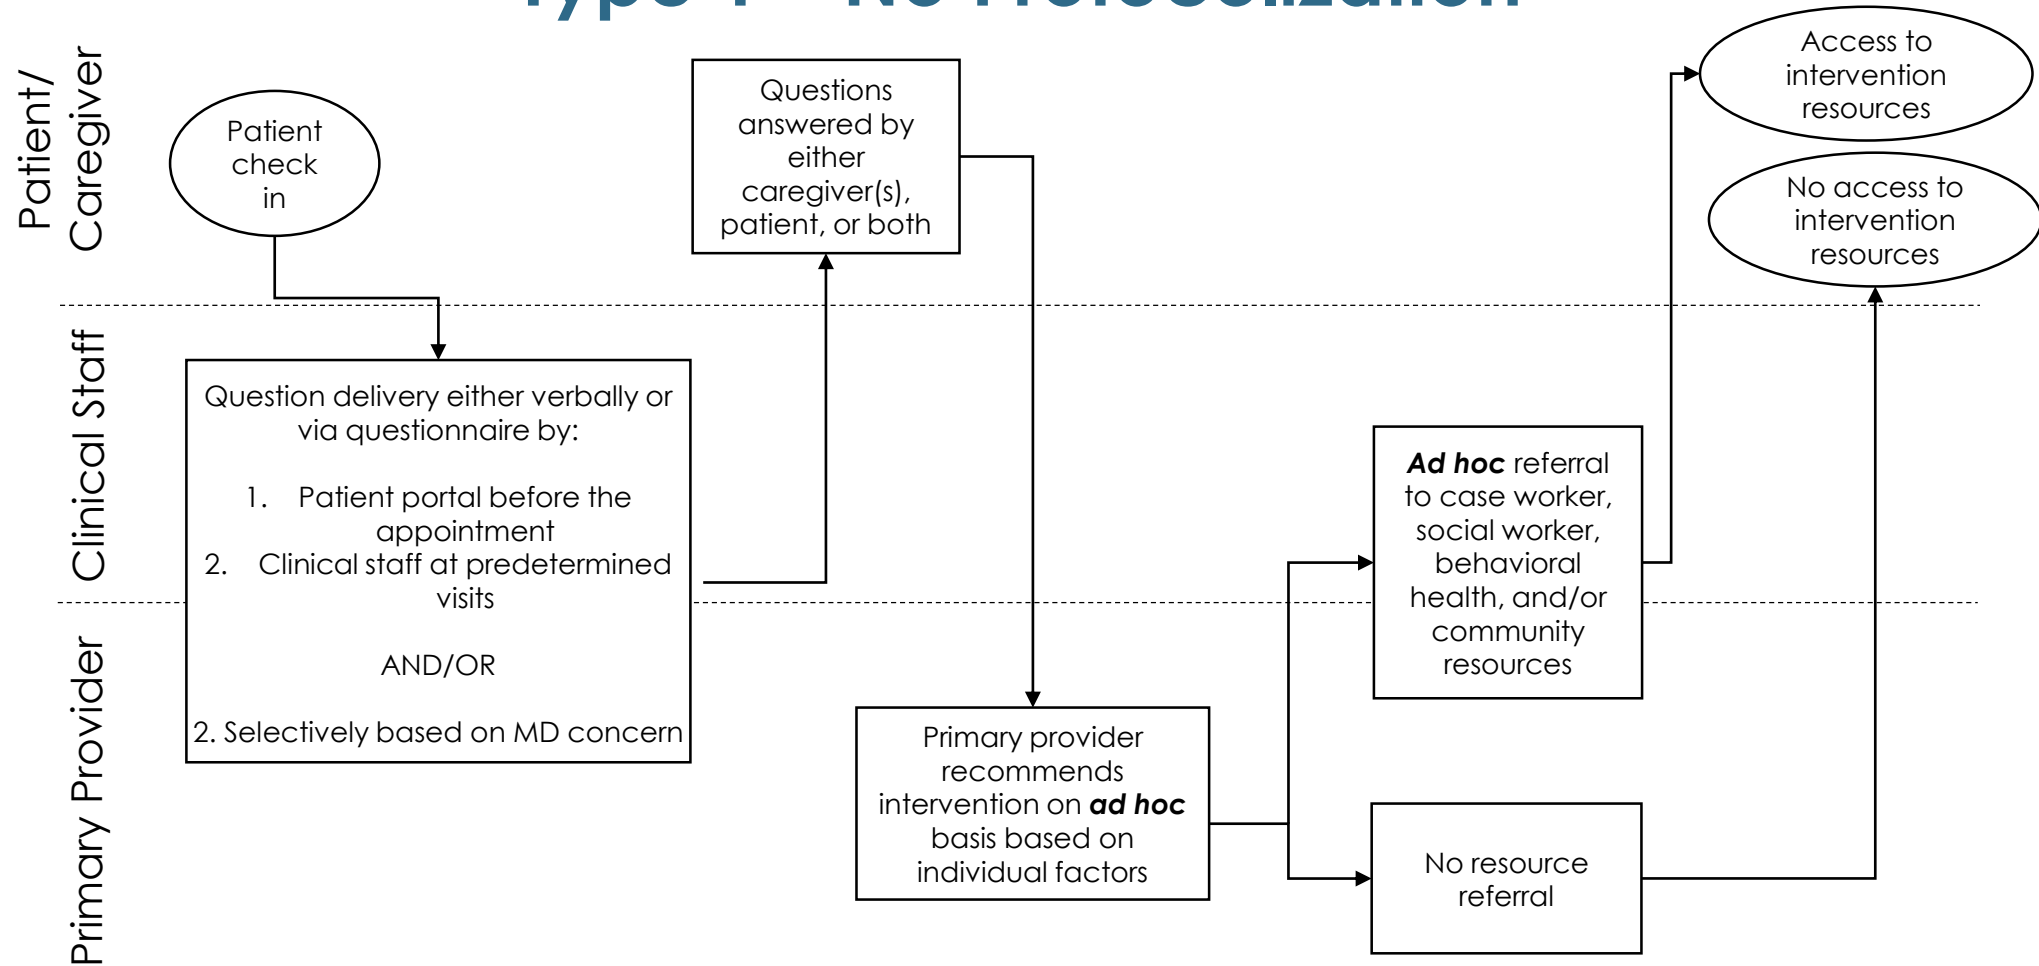 Type 1 – No Protocolization
Patient/
Caregiver
Patient
check
in
Questions
answered by
either
caregiver(s),
patient, or both
Access to
intervention
resources
No access to
intervention
resources
Clinical Staff
Question delivery either verbally or
via questionnaire by:
1. Patient portal before the
appointment
2. Clinical staff at predetermined
visits
AND/OR
2. Selectively based on MD concern
Ad hoc referral
to case worker,
social worker,
behavioral
health, and/or
community
resources
Primary Provider
Primary provider
recommends
intervention on ad hoc
basis based on
individual factors
No resource
referral